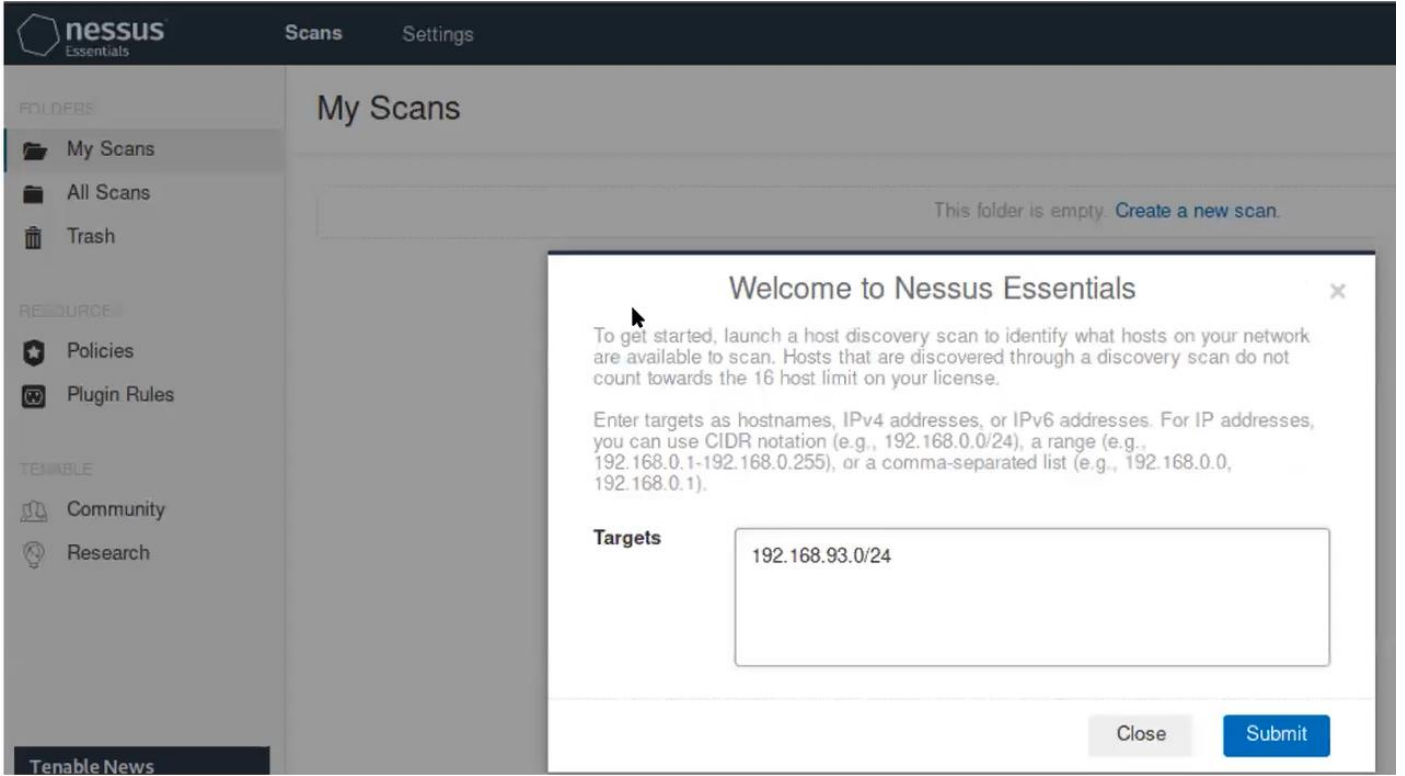 nessus
Essentials
Scans
Settings
FOLDERS
My Scans
All Scans
Trash
RESOURCES
Policies
Plugin Rules
TENABLE
Community
Research
Tenable News
My Scans
This folder is empty. Create a new scan.
Welcome to Nessus Essentials
×
To get started, launch a host discovery scan to identify what hosts on your network
are available to scan. Hosts that are discovered through a discovery scan do not
count towards the 16 host limit on your license.
Enter targets as hostnames, IPv4 addresses, or IPv6 addresses. For IP addresses,
you can use CIDR notation (e.g., 192.168.0.0/24), a range (e.g.,
192.168.0.1-192.168.0.255), or a comma-separated list (e.g., 192.168.0.0,
192.168.0.1).
Targets
192.168.93.0/24
Close
Submit